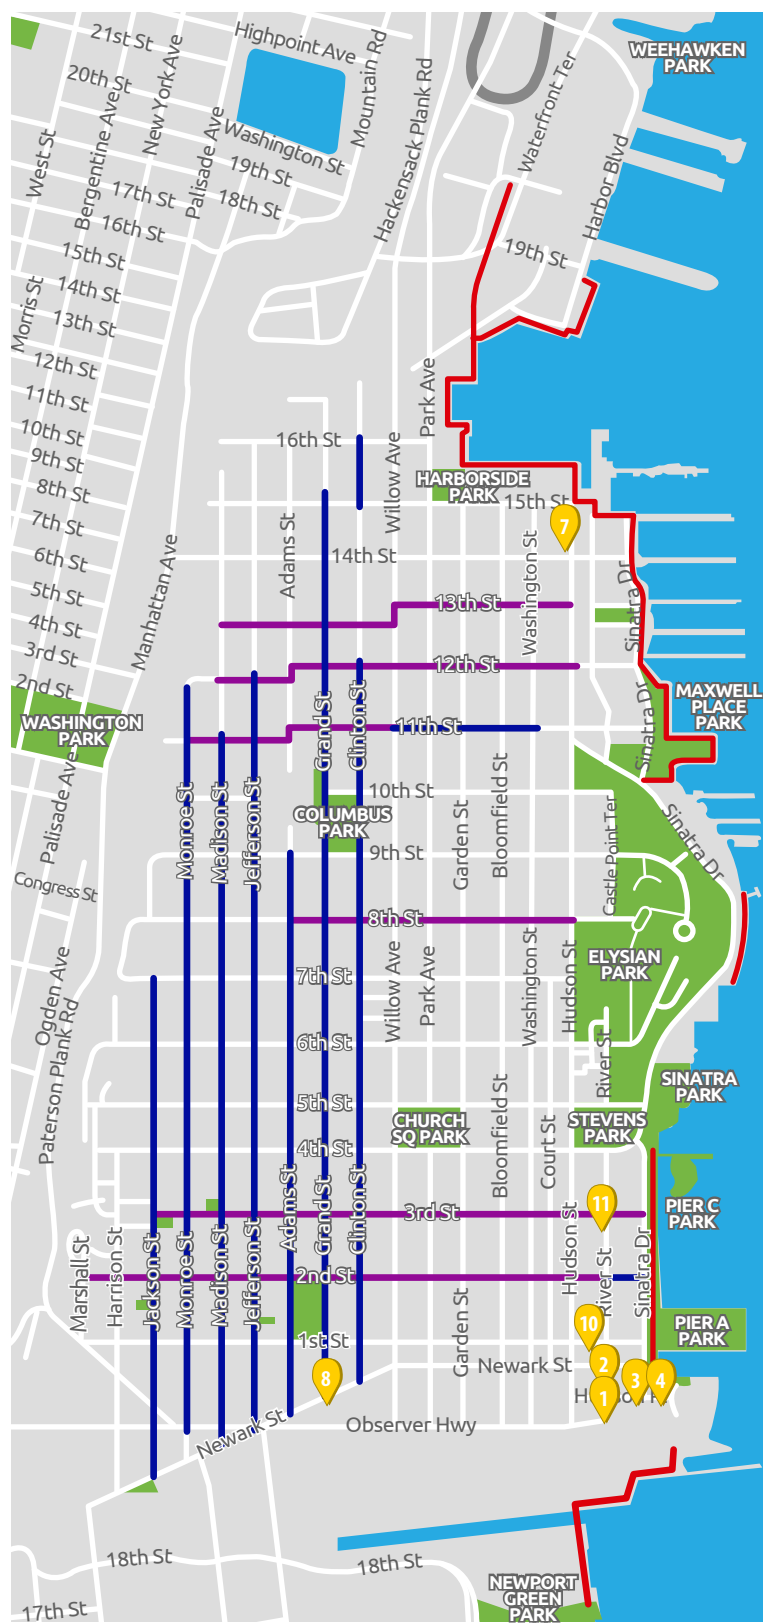 21st St
Highpoint Ave
WEEHAWKEN
PARK
20th St
New York Ave
Mountain Rd
Hackensack Plank Rd
Waterfront Ter
West St
Bergentine Ave
Palisade Ave
Washington St
19th St
Harbor Blvd
17th St
18th St
16th St
19th St
15th St
14th St
Morris St
13th St
12th St
11th St
Park Ave
10th St
16th St
Willow Ave
9th St
8th St
HARBORSIDE
PARK
15th St
7th St
7
Adams St
14th St
Washington St
6th St
Manhattan Ave
5th St
13th St
Sinatra Dr
4th St
3rd St
12th St
2nd St
WASHINGTON
PARK
Grand St
Clinton St
11th St
Sinatra Dr
MAXWELL
PLACE
PARK
Palisade Ave
Monroe St
Madison St
Jefferson St
10th St
COLUMBUS
PARK
Garden St
Bloomfield St
Castle Point Ter
Sinatra Dr
9th St
Congress St
8th St
Ogden Ave
Paterson Plank Rd
7th St
Willow Ave
Park Ave
Washington St
Hudson St
ELYSIAN
PARK
6th St
River St
SINATRA
PARK
5th St
CHURCH
SQ PARK
Bloomfield St
Court St
STEVENS
PARK
4th St
Adams St
Grand St
Clinton St
3rd St
11
PIER C
PARK
Marshall St
Harrison St
Jackson St
Monroe St
Madison St
Jefferson St
2nd St
Hudson St
River St
Sinatra Dr
1st St
Garden St
10
PIER A
PARK
Newark St
2
8
1
3
4
Newark St
Observer Hwy
18th St
18th St
17th St
NEWPORT
GREEN
PARK